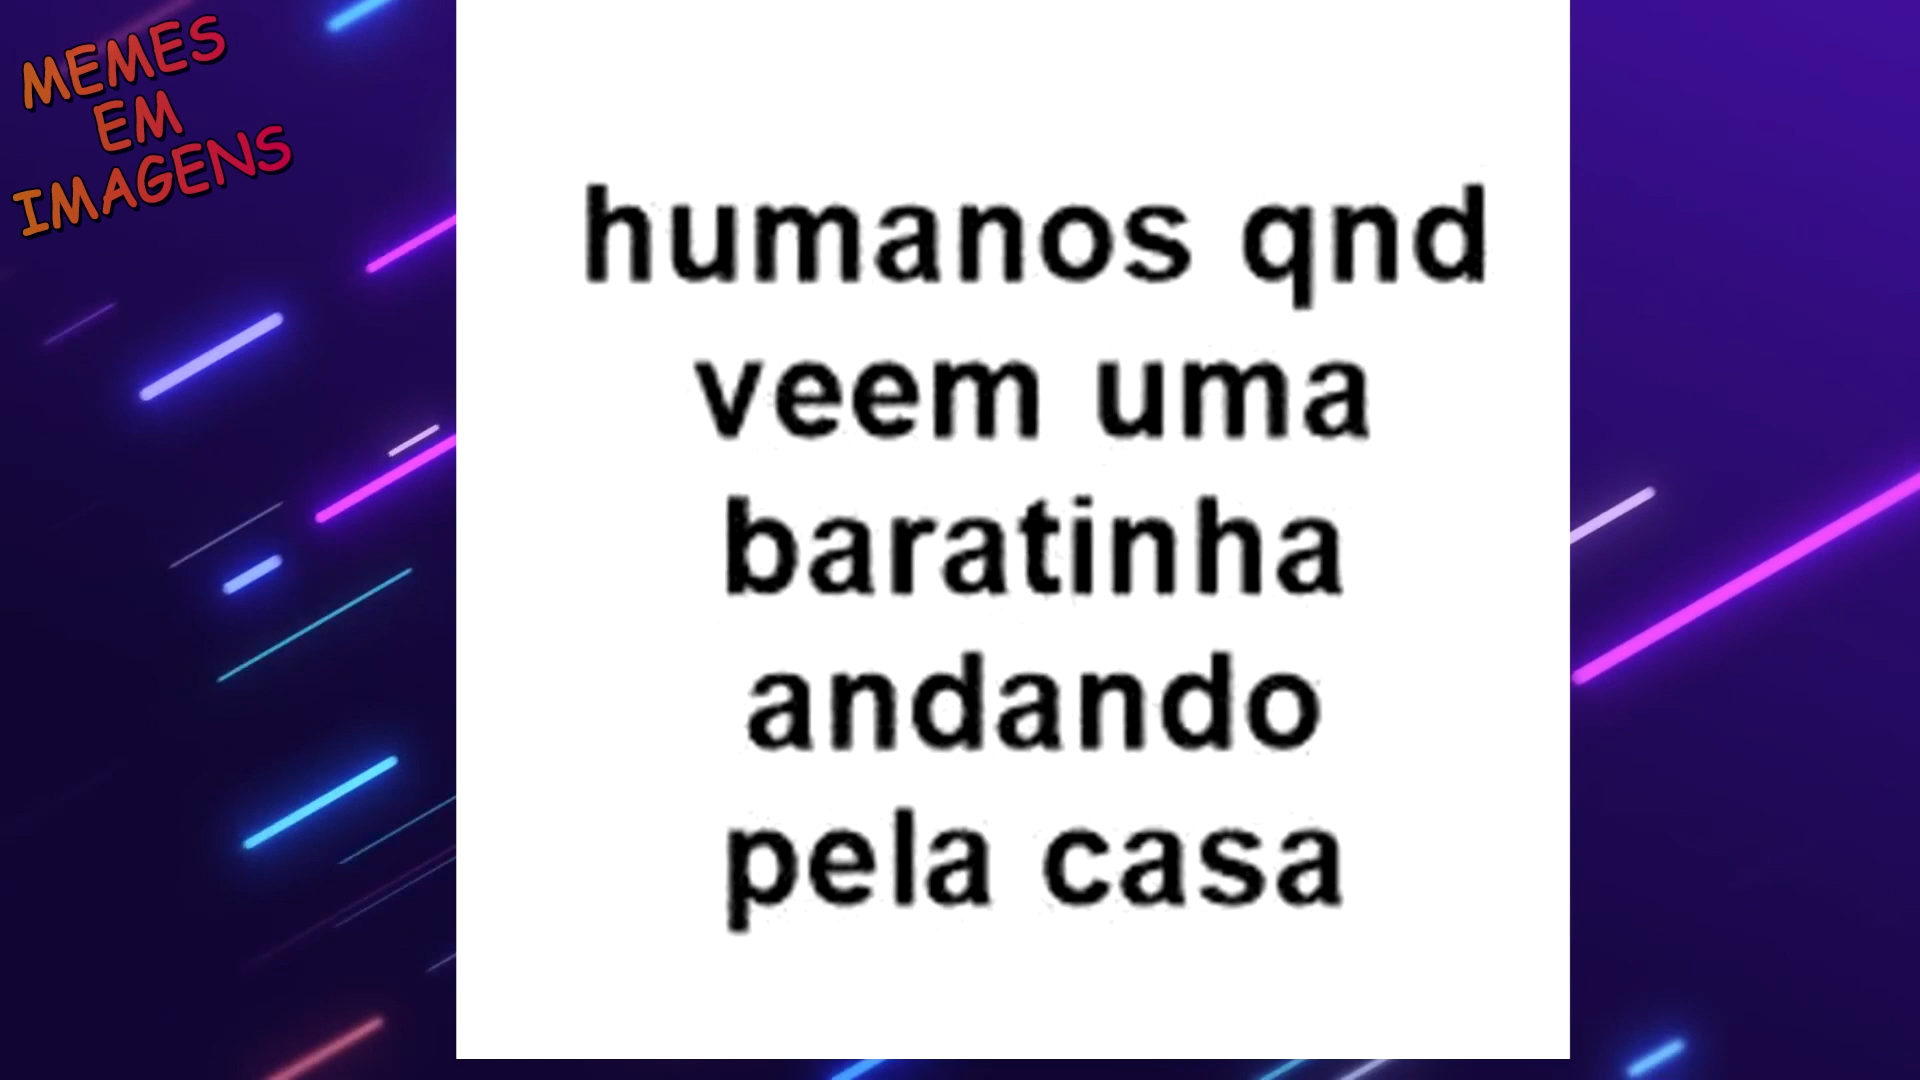 MEMES
EM
IMAGENS
humanos qnd
veem uma
baratinha
andando
pela casa